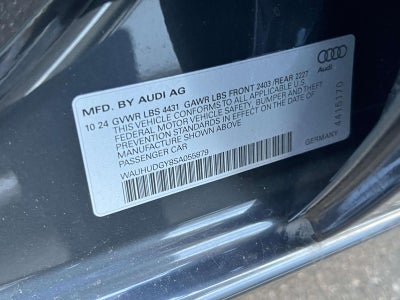 MFD. BY AUDI AG
10 24 GVWR LBS 4431 GAWR LBS FRONT 2403 /REAR 2227
THIS VEHICLE CONFORMS TO ALL APPLICABLE U.S.
FEDERAL MOTOR VEHICLE SAFETY, BUMPER AND THEFT
PREVENTION STANDARDS IN EFFECT ON THE DATE OF
MANUFACTURE SHOWN ABOVE
PASSENGER CAR
GERMANY
WAUHUDGY8SA065879
4416170
Audi